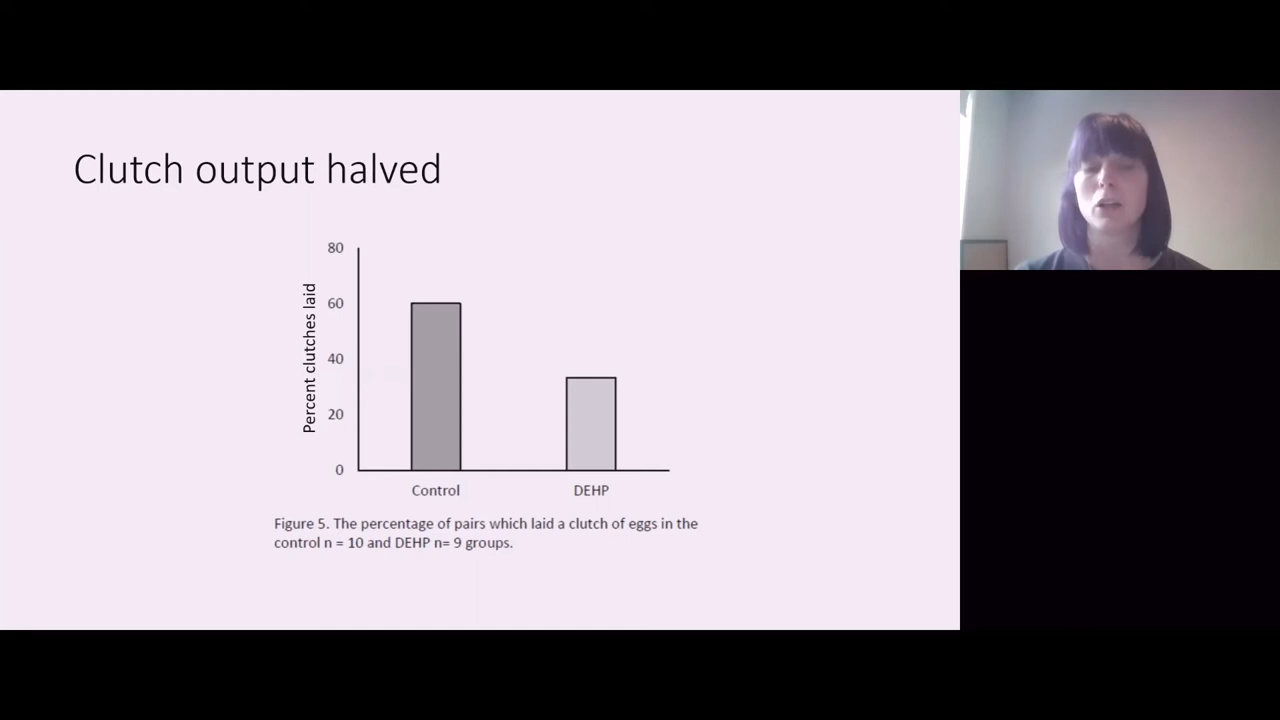 Clutch output halved
80
60
40
20
0
Percent clutches laid
Control
DEHP
Figure 5. The percentage of pairs which laid a clutch of eggs in the
control n = 10 and DEHP n= 9 groups.